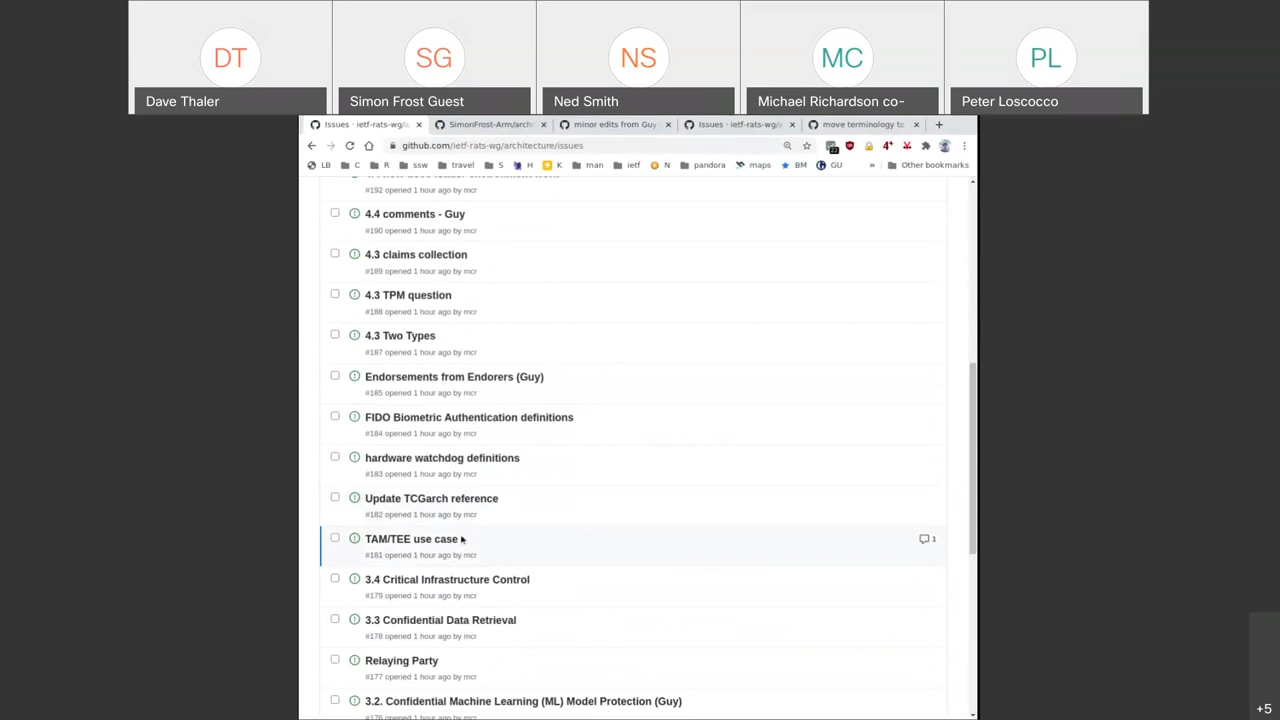 DT
SG
NS
MC
PL
Dave Thaler
Simon Frost Guest
Ned Smith
Michael Richardson co-
Peter Loscocco
Issues · ietf-rats-wg/a
SimonFrost-Arm/arch
minor edits from Guy
Issues · ietf-rats-wg/a
move terminology to
github.com/ietf-rats-wg/architecture/issues
LB
C
R
ssw
travel
S
H
K
man
ietf
N
pandora
maps
BM
GU
»
Other bookmarks
#192 opened 1 hour ago by mcr
4.4 comments - Guy
#190 opened 1 hour ago by mcr
4.3 claims collection
#189 opened 1 hour ago by mcr
4.3 TPM question
#188 opened 1 hour ago by mcr
4.3 Two Types
#187 opened 1 hour ago by mcr
Endorsements from Endorers (Guy)
#185 opened 1 hour ago by mcr
FIDO Biometric Authentication definitions
#184 opened 1 hour ago by mcr
hardware watchdog definitions
#183 opened 1 hour ago by mcr
Update TCGarch reference
#182 opened 1 hour ago by mcr
TAM/TEE use case
1
#181 opened 1 hour ago by mcr
3.4 Critical Infrastructure Control
#179 opened 1 hour ago by mcr
3.3 Confidential Data Retrieval
#178 opened 1 hour ago by mcr
Relaying Party
#177 opened 1 hour ago by mcr
3.2. Confidential Machine Learning (ML) Model Protection (Guy)
#176 opened 1 hour ago by mcr
+5